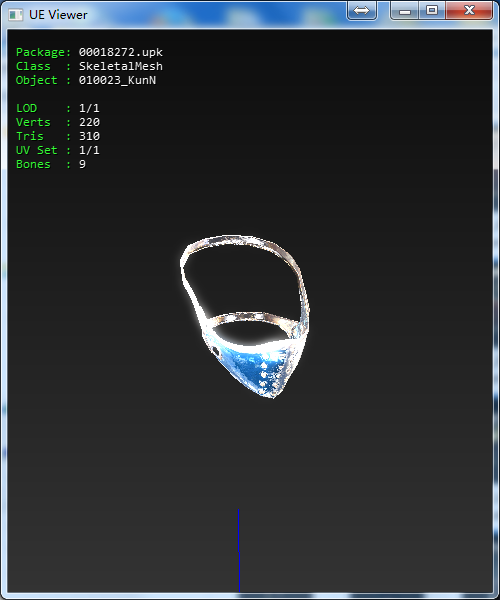 UE Viewer
Package: 00018272.upk
Class : SkeletalMesh
Object : 010023_KunN
LOD : 1/1
Verts : 220
Tris : 310
UV Set : 1/1
Bones : 9